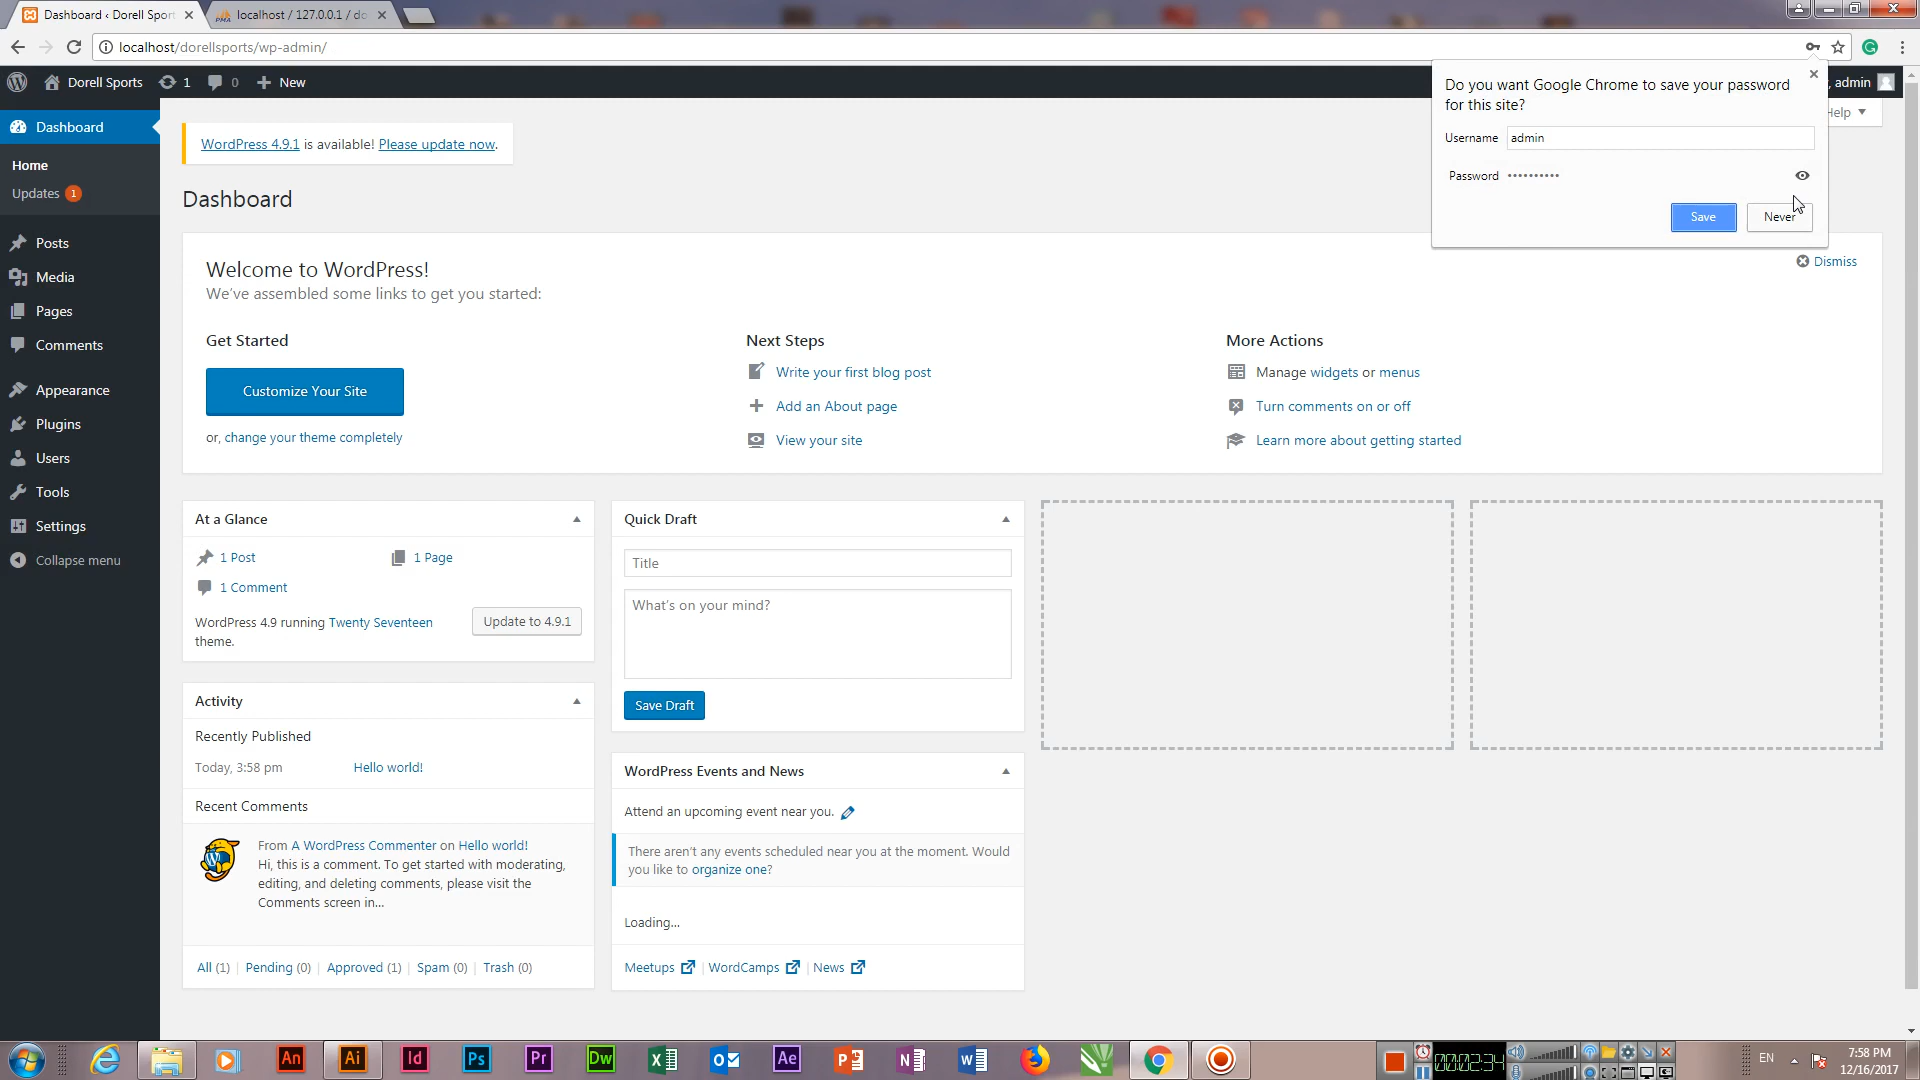 Dashboard ‹ Dorell Sport
localhost / 127.0.0.1 / do
localhost/dorellsports/wp-admin/
Dorell Sports
1
0
New
, admin
Do you want Google Chrome to save your password
for this site?
Username
admin
Password
••••••••••
Save
Never
Help
Dashboard
Home
Updates 1
Posts
Media
Pages
Comments
Appearance
Plugins
Users
Tools
Settings
Collapse menu
WordPress 4.9.1 is available! Please update now.
Dashboard
Dismiss
Welcome to WordPress!
We've assembled some links to get you started:
Get Started
Customize Your Site
or, change your theme completely
Next Steps
Write your first blog post
Add an About page
View your site
More Actions
Manage widgets or menus
Turn comments on or off
Learn more about getting started
At a Glance
1 Post
1 Page
1 Comment
WordPress 4.9 running Twenty Seventeen
theme.
Update to 4.9.1
Activity
Recently Published
Today, 3:58 pm
Hello world!
Recent Comments
From A WordPress Commenter on Hello world!
Hi, this is a comment. To get started with moderating,
editing, and deleting comments, please visit the
Comments screen in...
All (1) | Pending (0) | Approved (1) | Spam (0) | Trash (0)
Quick Draft
Title
What's on your mind?
Save Draft
WordPress Events and News
Attend an upcoming event near you.
There aren't any events scheduled near you at the moment. Would
you like to organize one?
Loading...
Meetups | WordCamps | News
An
Ai
Id
Ps
Pr
Dw
Ae
00:02:34
EN
7:58 PM
12/16/2017